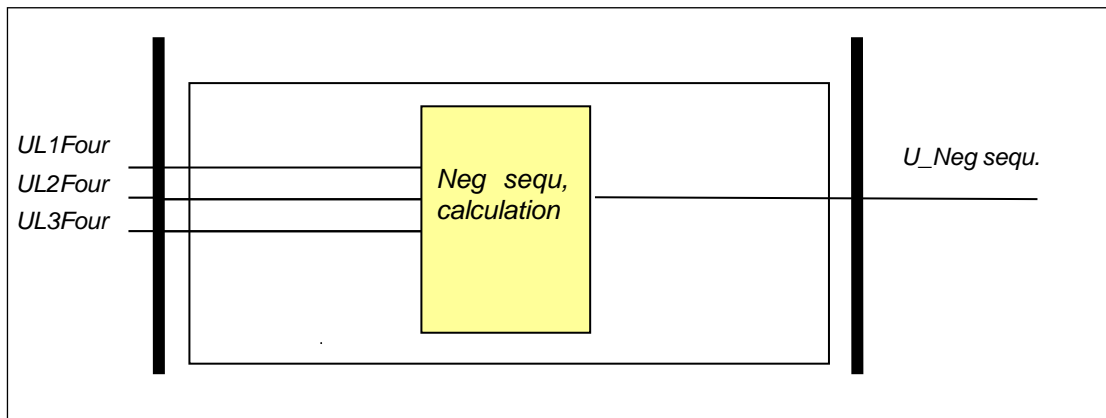 UL1Four
UL2Four
UL3Four
Neg sequ,
calculation
U_Neg sequ.